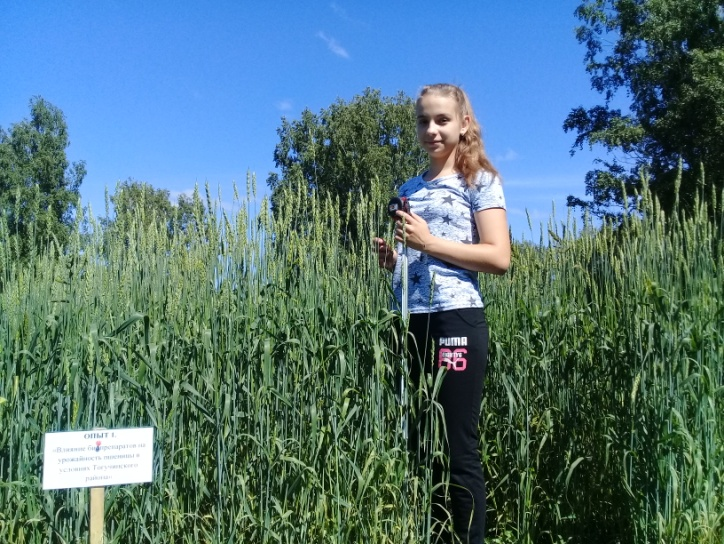 ОПЫТ 1.
«Влияние биопрепаратов на
урожайность пшеницы в
условиях Тогучинского
района»
PUMA
66